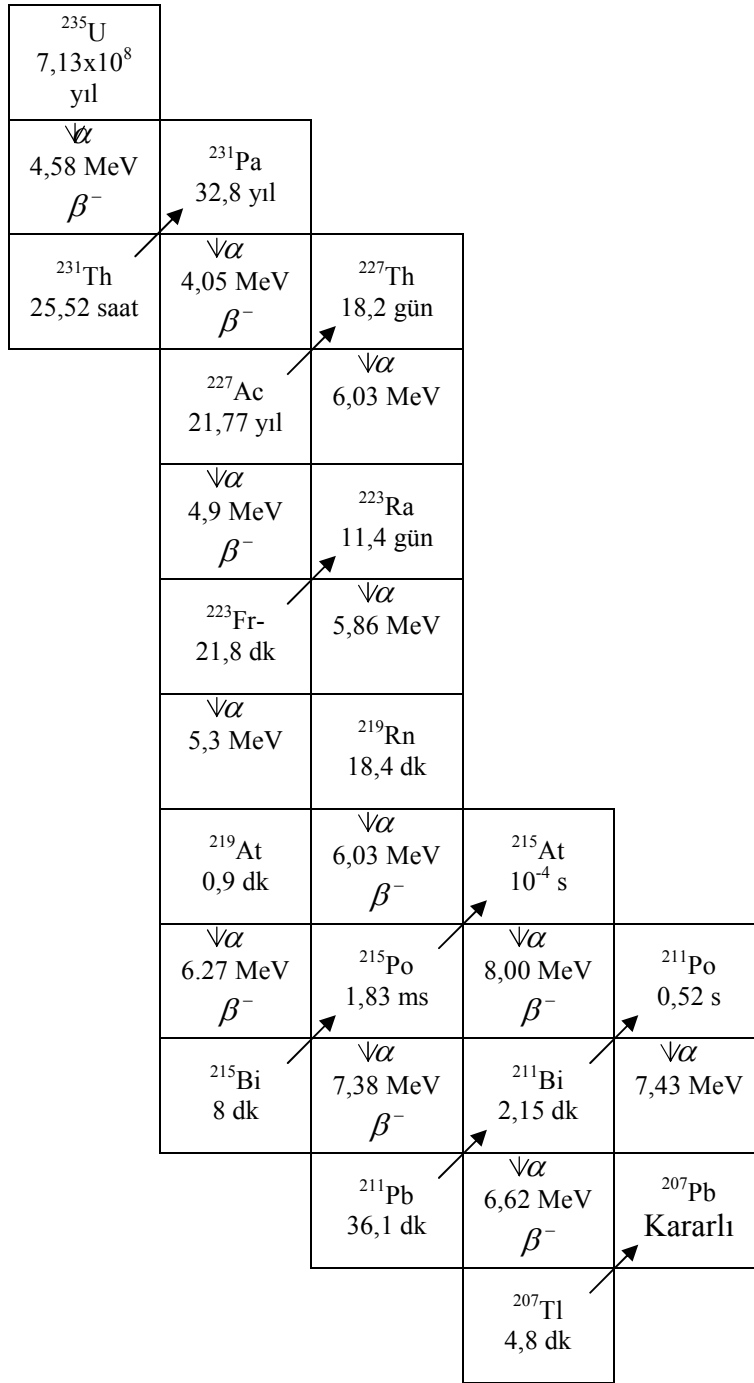 ²³⁵U
7,13x10⁸
yıl
α
4,58 MeV
β⁻
²³¹Pa
32,8 yıl
²³¹Th
25,52 saat
α
4,05 MeV
β⁻
²²⁷Th
18,2 gün
²²⁷Ac
21,77 yıl
α
6,03 MeV
α
4,9 MeV
β⁻
²²³Ra
11,4 gün
²²³Fr-
21,8 dk
α
5,86 MeV
α
5,3 MeV
²¹⁹Rn
18,4 dk
²¹⁹At
0,9 dk
α
6,03 MeV
β⁻
²¹⁵At
10⁻⁴ s
α
6.27 MeV
β⁻
²¹⁵Po
1,83 ms
α
8,00 MeV
β⁻
²¹¹Po
0,52 s
²¹⁵Bi
8 dk
α
7,38 MeV
β⁻
²¹¹Bi
2,15 dk
α
7,43 MeV
²¹¹Pb
36,1 dk
α
6,62 MeV
β⁻
²⁰⁷Pb
Kararlı
²⁰⁷Tl
4,8 dk